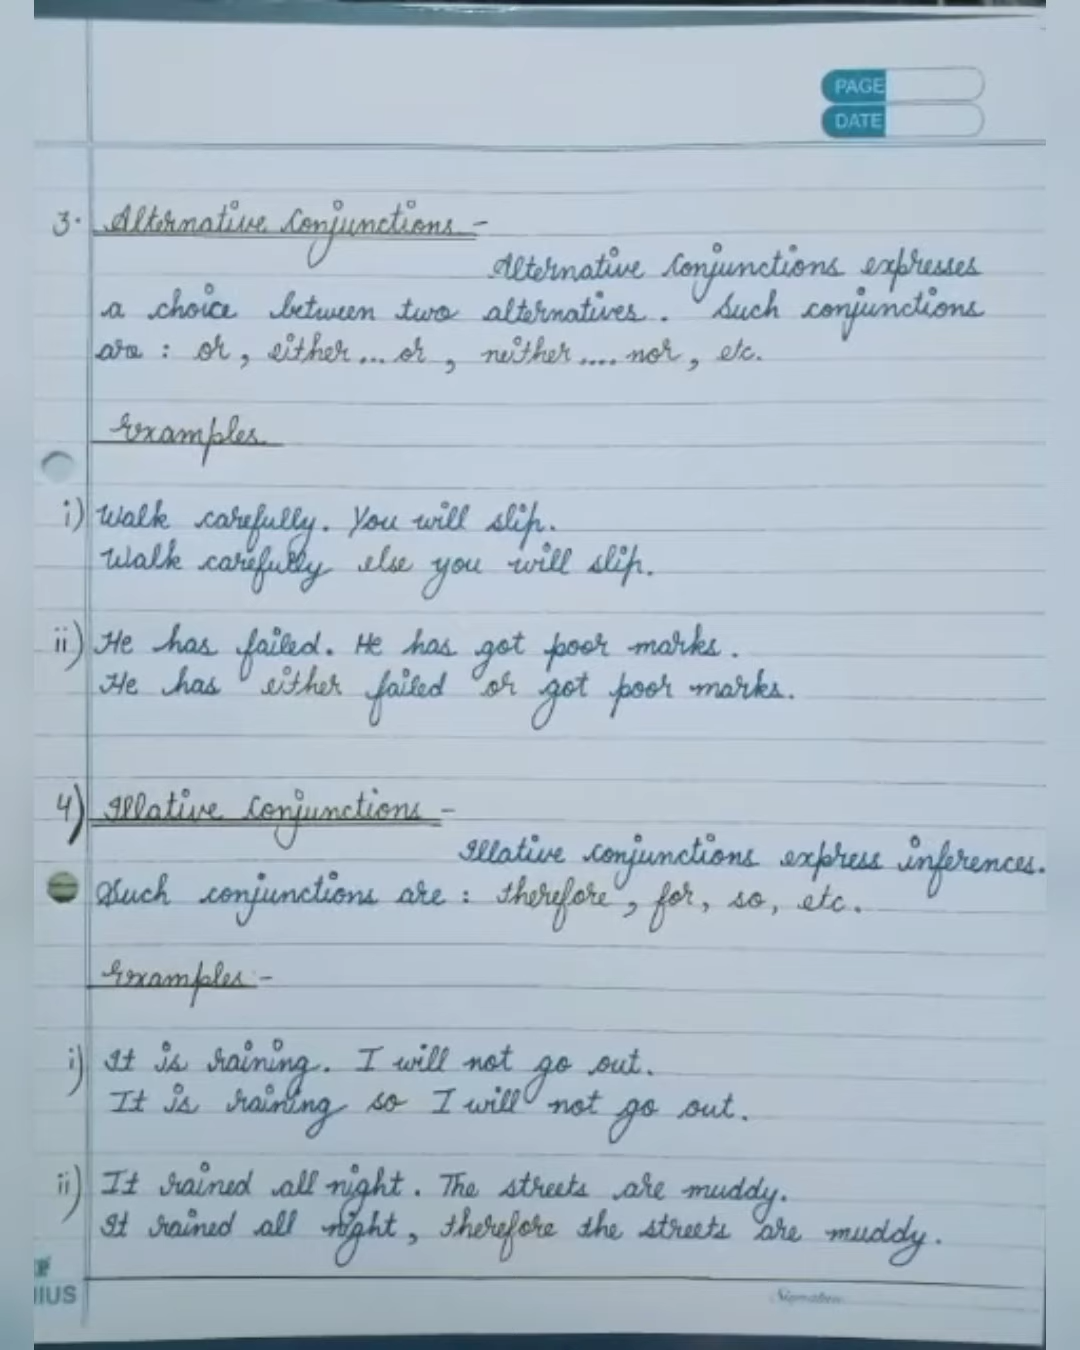 PAGE
DATE
3. Alternative Conjunctions -
Alternative Conjunctions expresses
a choice between two alternatives. Such conjunctions
are : or, either... or, neither.... nor, etc.
Examples
i) Walk carefully. You will slip.
Walk carefully else you will slip.
ii) He has failed. He has got poor marks.
He has either failed or got poor marks.
4) Illative Conjunctions -
Illative conjunctions express inferences.
Such conjunctions are : therefore, for, so, etc.
Examples :-
i) It is raining. I will not go out.
It is raining so I will not go out.
ii) It rained all night. The streets are muddy.
It rained all night, therefore the streets are muddy.
IUS